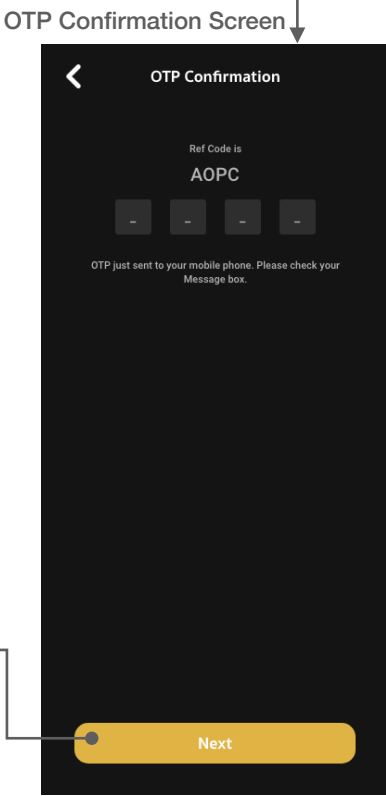 OTP Confirmation Screen
OTP Confirmation
Ref Code is
AOPC
- - - -
OTP just sent to your mobile phone. Please check your
Message box.
Next